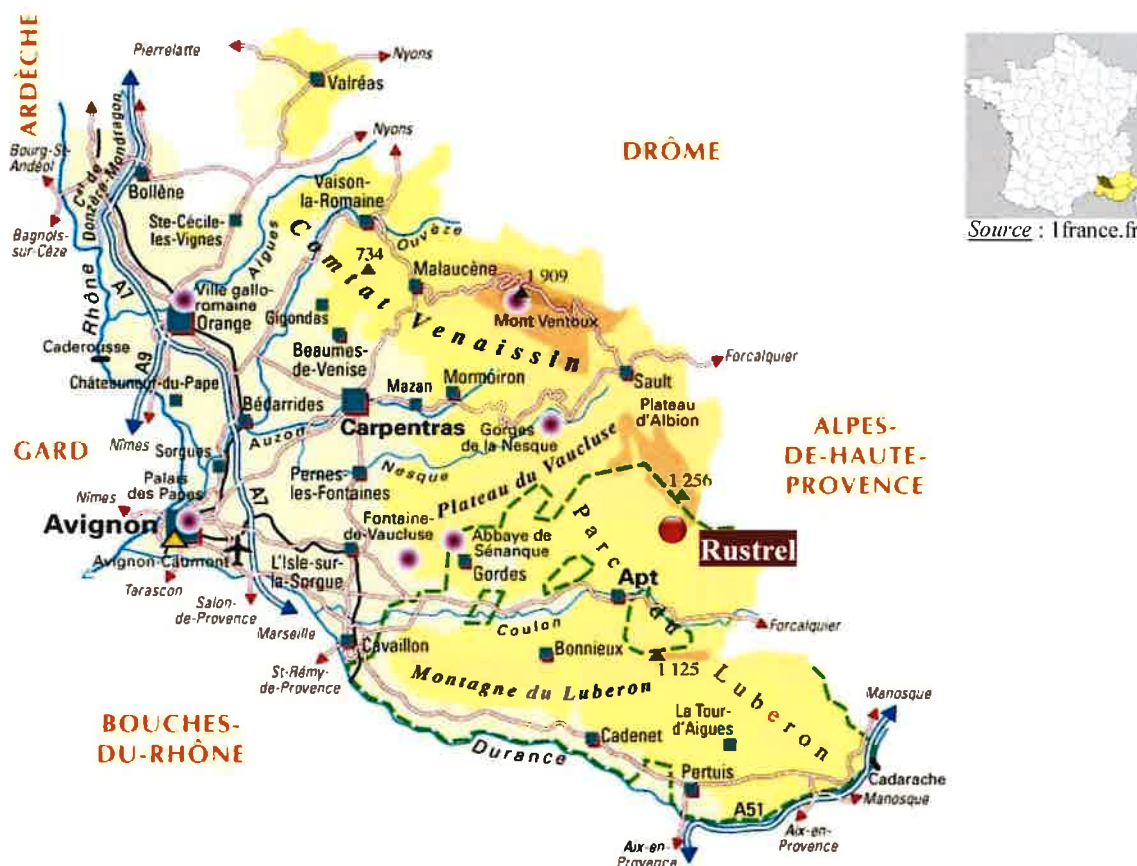 ARDÈCHE
Pierrelatte
Nyons
Valréas
Nyons
DRÔME
Bourg-St-
Andéol
Cal de
Donzère-Mondragon
Bollène
Vaison-
la-Romaine
Ste-Cécile-
les-Vignes
Bagnols-
sur-Cèze
Aigues
Ouvèze
Source : 1france.fr
Rhône
A7
734
Malaucène
1 909
Ville gallo-
romaine
Orange
Gigondas
Comtat Venaissin
Mont Ventoux
Forcalquier
Caderousse
A9
Beaumes-
de-Venise
Châteauneuf-du-Pape
Mazan
Mormoiron
Sault
Bédarrides
Carpentras
Gorges
de la Nesque
Plateau
d'Albion
Nîmes
Auzon
ALPES-
DE-HAUTE-
PROVENCE
GARD
Sorgues
Palais
des Papes
A7
Pernes-
les-Fontaines
Nesque
Plateau du Vaucluse
1 256
Nîmes
Avignon
Fontaine-
de-Vaucluse
Abbaye de
Sénanque
Gordes
Parc du Luberon
Rustrel
Avignon-Caumont
L'Isle-sur-
la-Sorgue
Apt
Tarascon
Salon-
de-Provence
Marseille
Coulon
Forcalquier
Cavaillon
Bonnieux
1 125
St-Rémy-
de-Provence
Montagne du Luberon
Manosque
BOUCHES-
DU-RHÔNE
La Tour-
d'Aigues
Cadenet
Durance
Pertuis
Cadarache
Manosque
A51
Aix-en-
Provence
Aix-en-
Provence